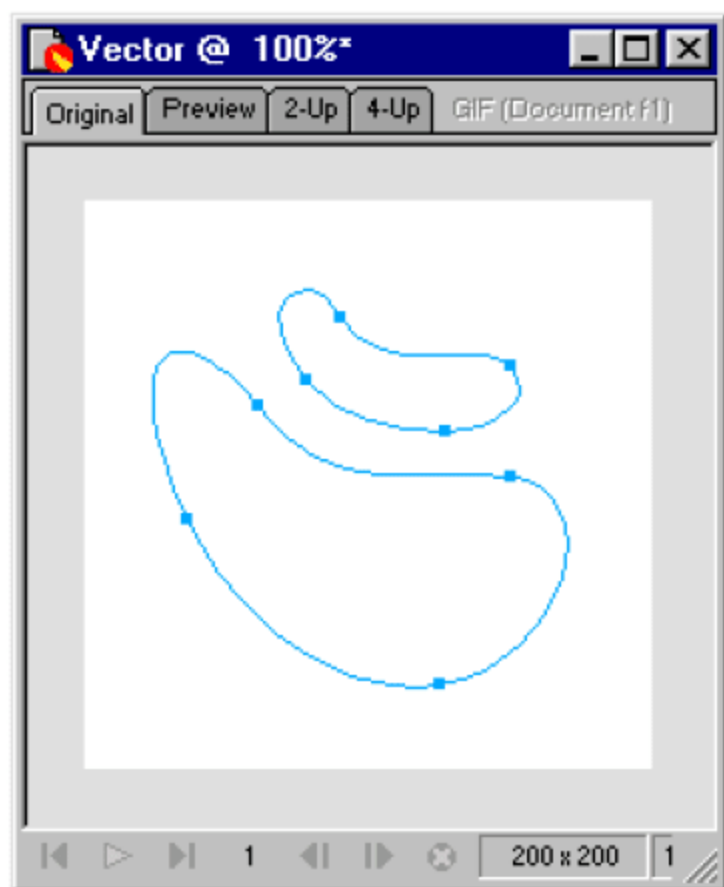 Vector @ 100%*
Original Preview 2-Up 4-Up GIF (Document f1)
1 200 x 200 1